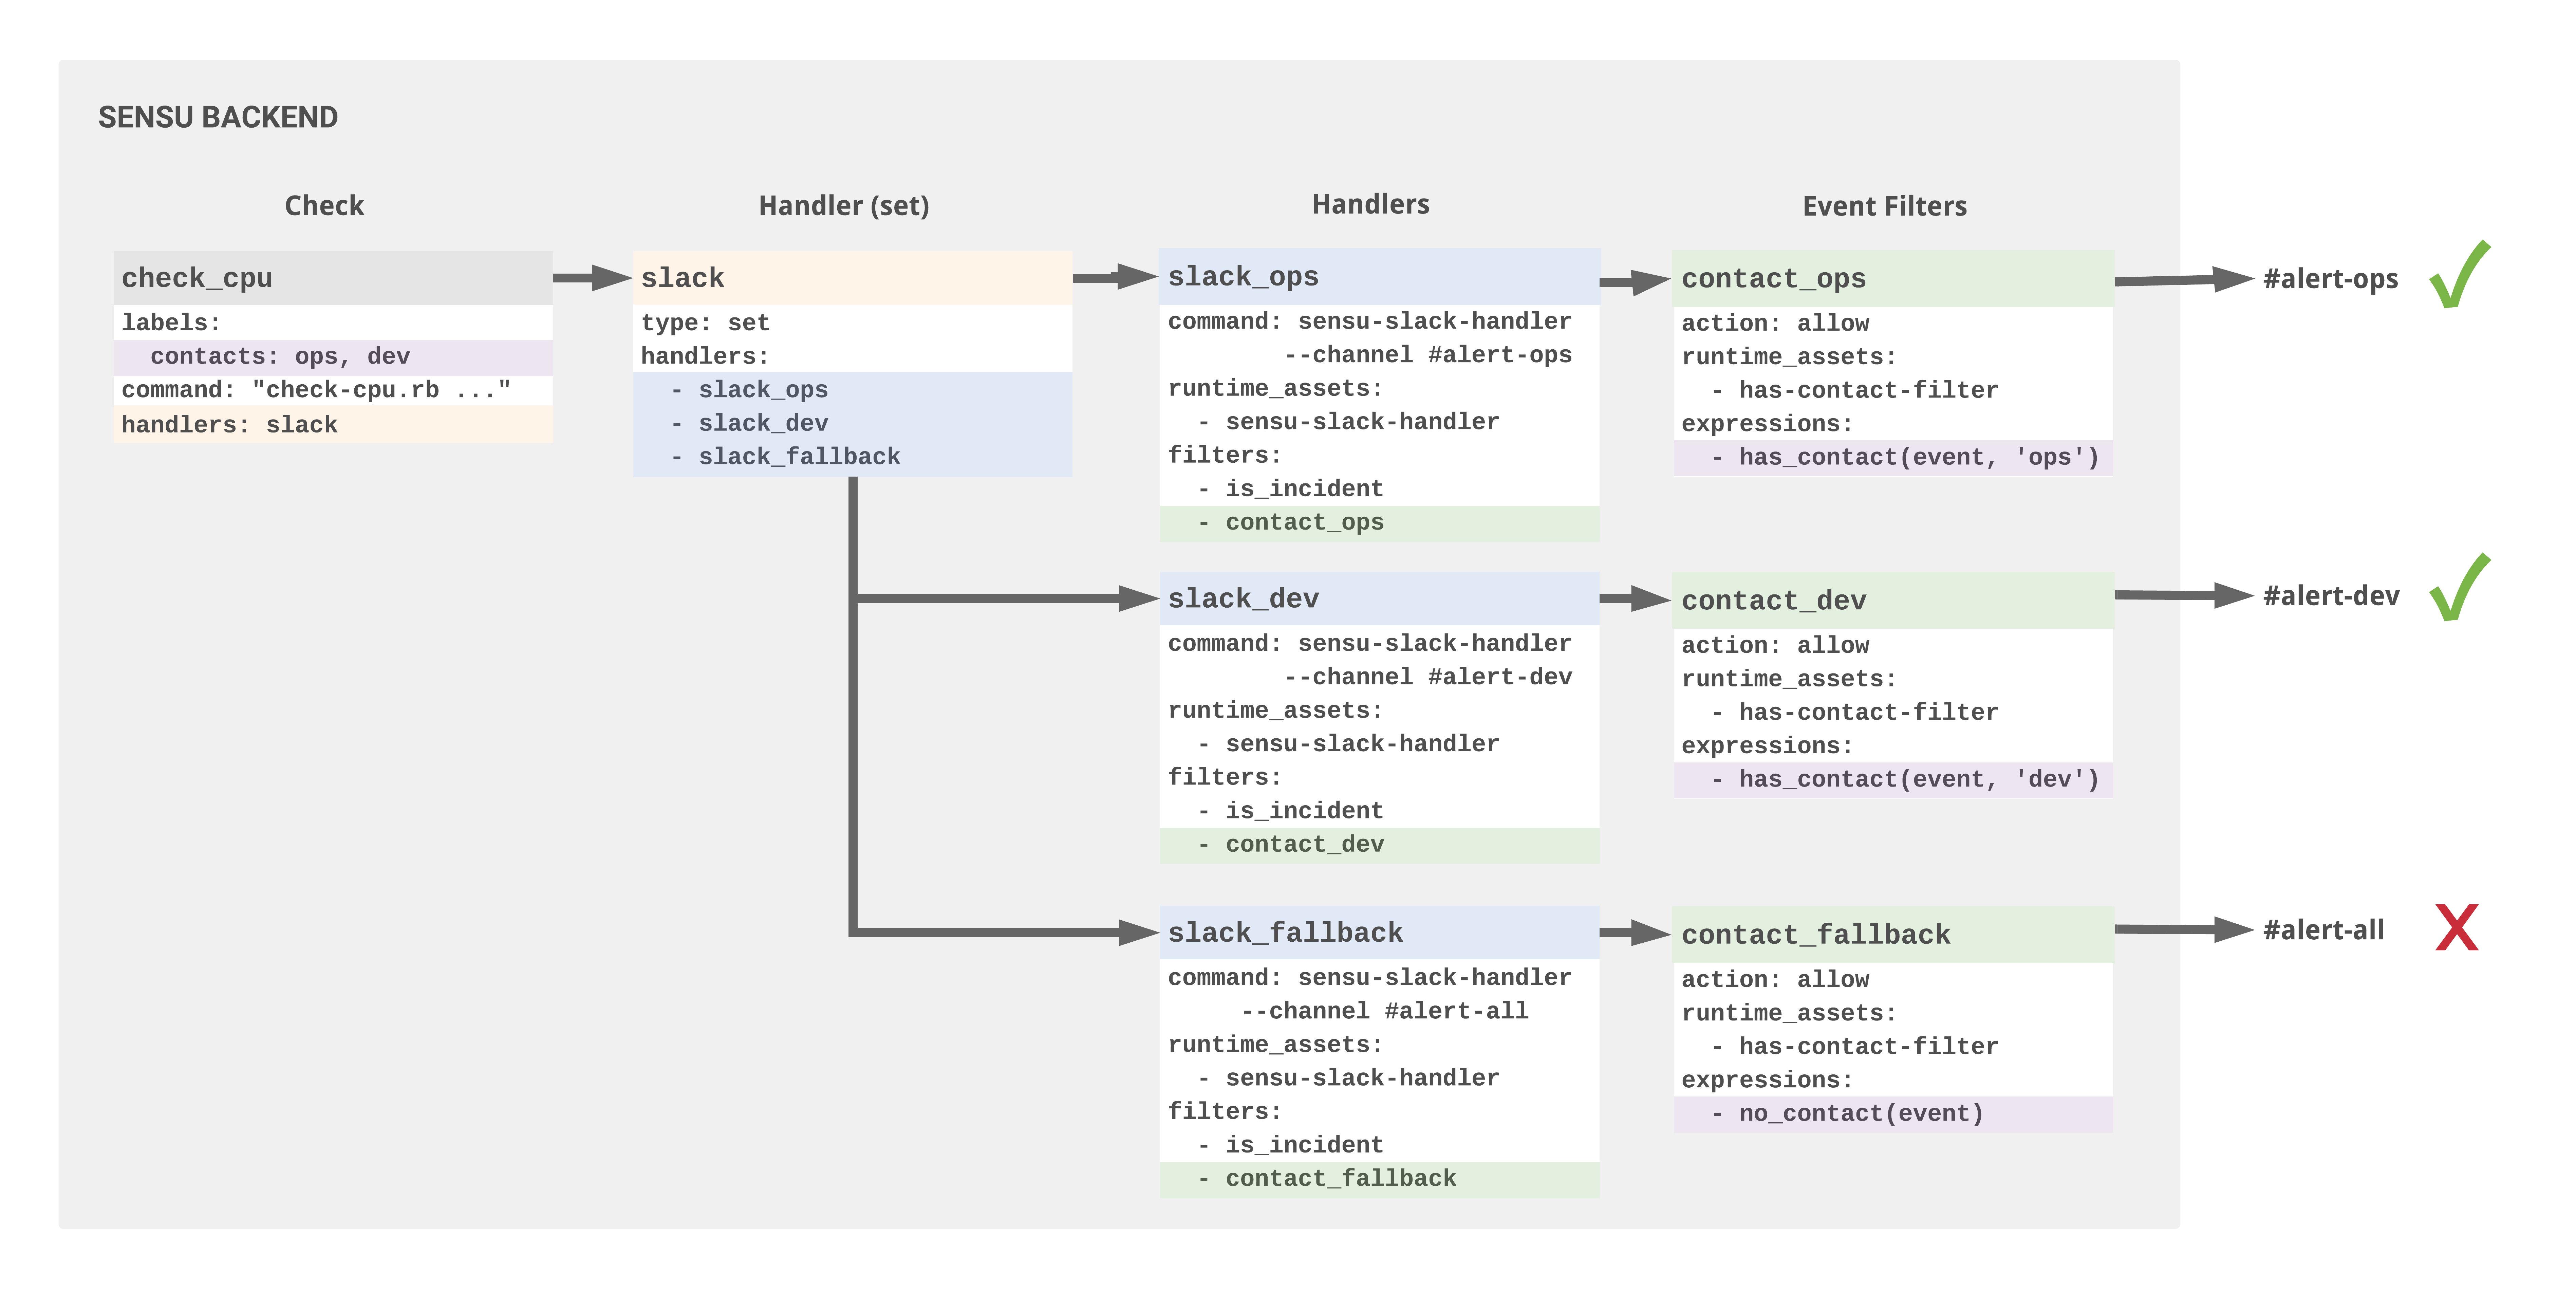 SENSU BACKEND
Check
check_cpu
labels:
contacts: ops, dev
command: "check-cpu.rb ..."
handlers: slack
Handler (set)
slack
type: set
handlers:
- slack_ops
- slack_dev
- slack_fallback
Handlers
slack_ops
command: sensu-slack-handler
--channel #alert-ops
runtime_assets:
- sensu-slack-handler
filters:
- is_incident
- contact_ops
slack_dev
command: sensu-slack-handler
--channel #alert-dev
runtime_assets:
- sensu-slack-handler
filters:
- is_incident
- contact_dev
slack_fallback
command: sensu-slack-handler
--channel #alert-all
runtime_assets:
- sensu-slack-handler
filters:
- is_incident
- contact_fallback
Event Filters
contact_ops
action: allow
runtime_assets:
- has-contact-filter
expressions:
- has_contact(event, 'ops')
contact_dev
action: allow
runtime_assets:
- has-contact-filter
expressions:
- has_contact(event, 'dev')
contact_fallback
action: allow
runtime_assets:
- has-contact-filter
expressions:
- no_contact(event)
#alert-ops
#alert-dev
#alert-all